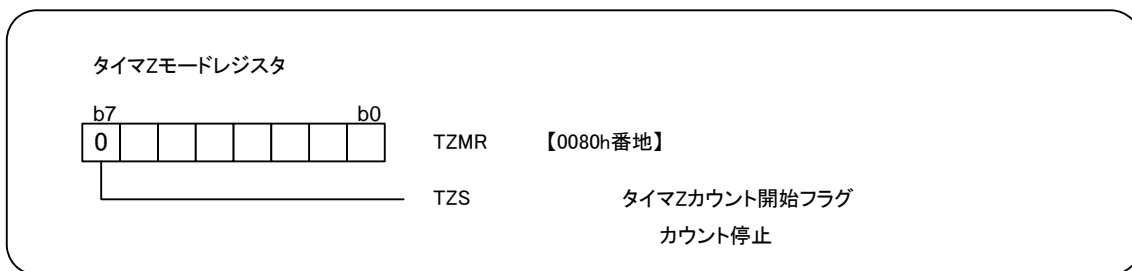 タイマZモードレジスタ
b7 b0
0 TZMR 【0080h番地】
TZS タイマZカウント開始フラグ
カウント停止